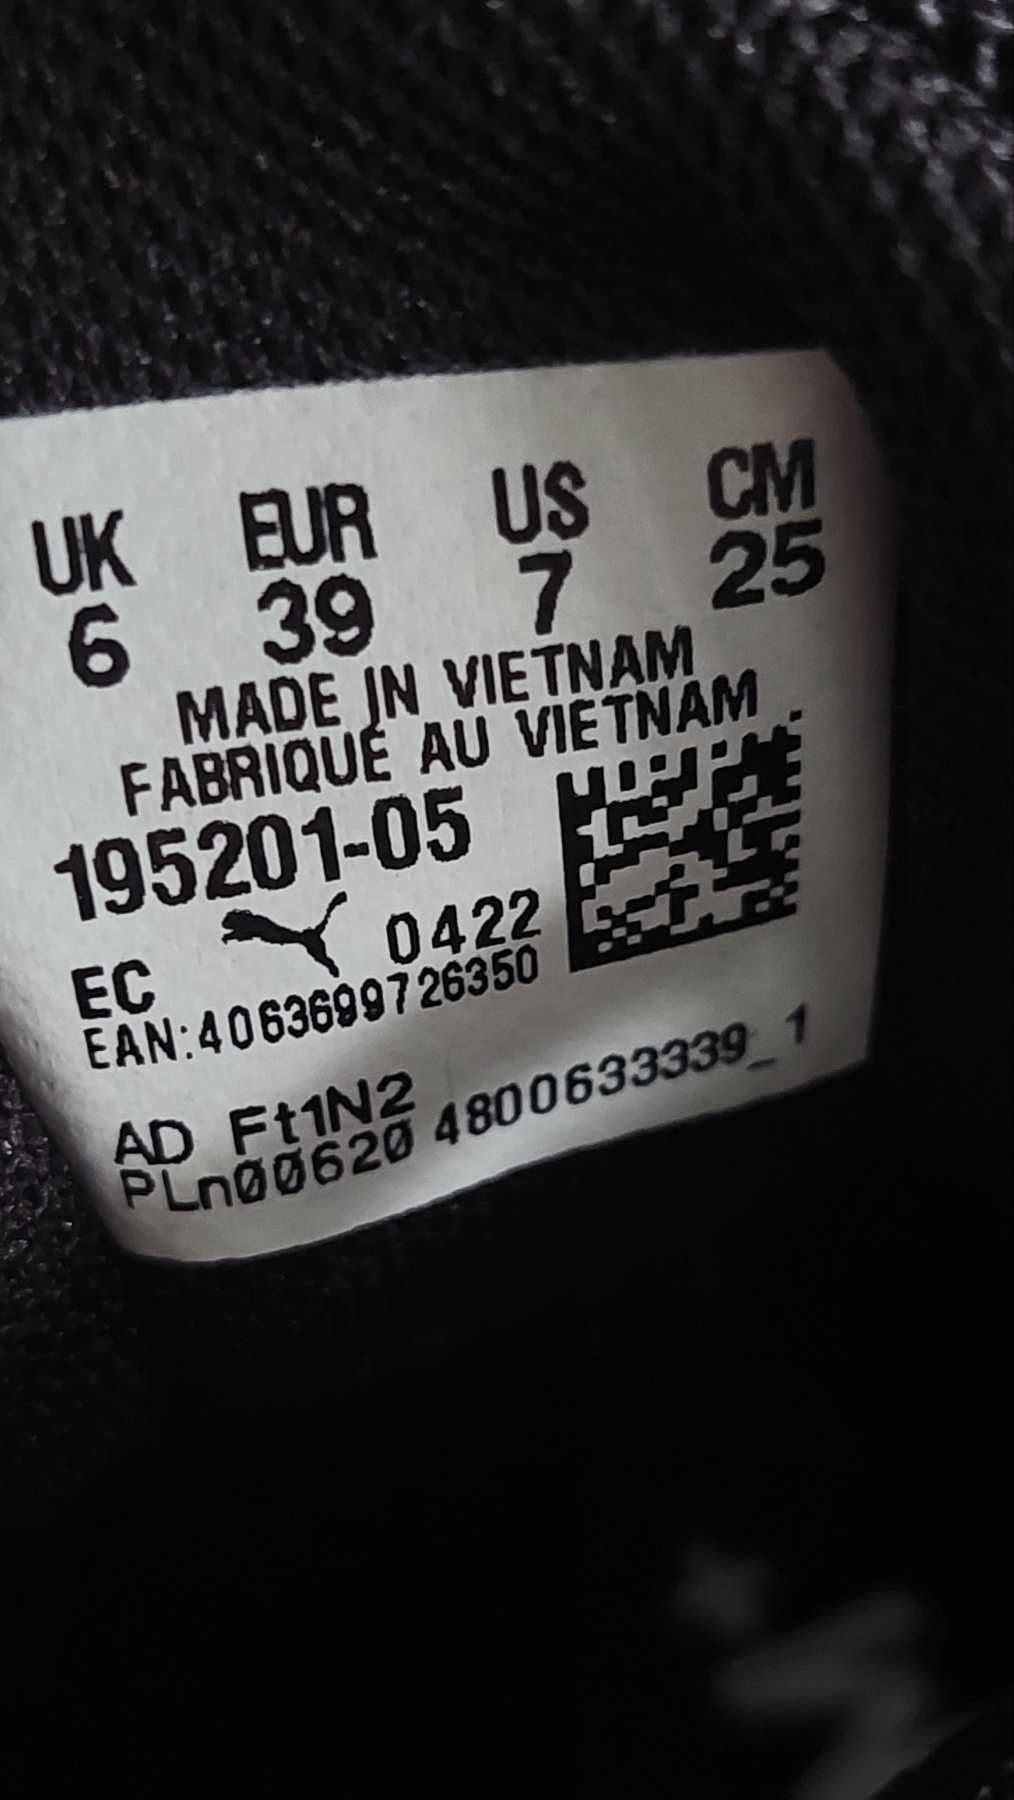 UK EUR US CM
6 39 7 25
MADE IN VIETNAM
FABRIQUÉ AU VIETNAM
195201-05
EC 0422
EAN:4063699726350
AD Ft1N2
PLn00620 4800633339_1